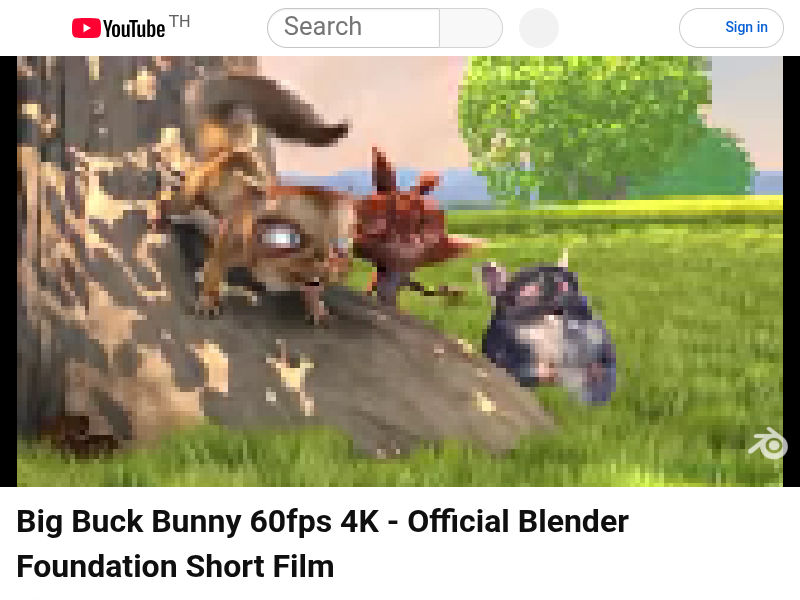 YouTube TH
Search
Sign in
Big Buck Bunny 60fps 4K - Official Blender
Foundation Short Film